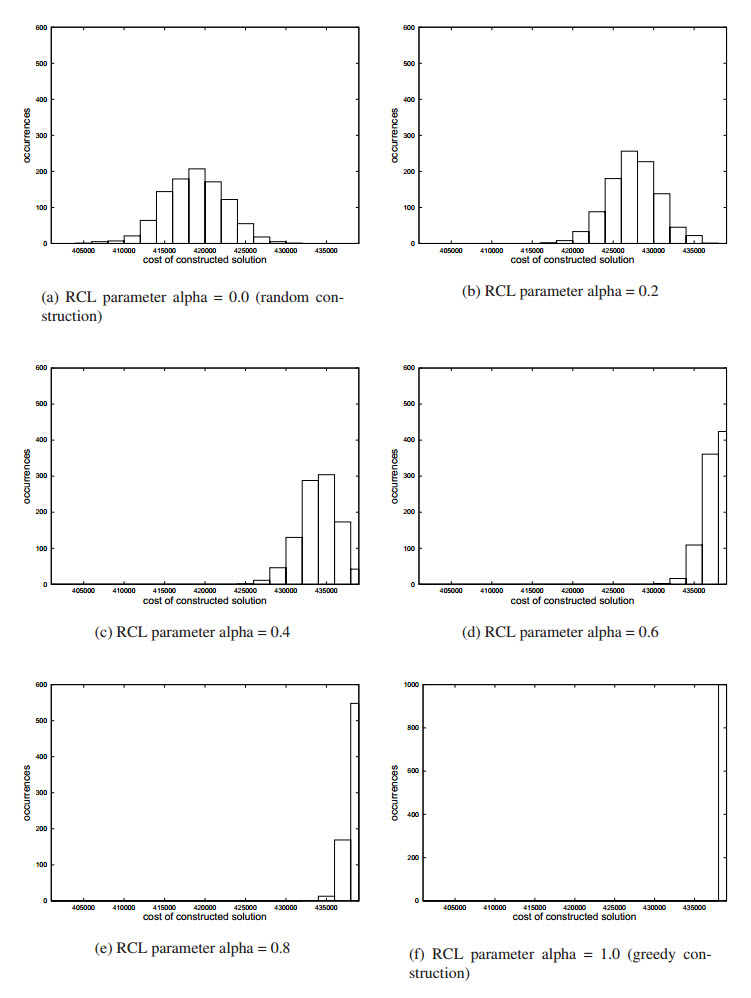 600
500
400
300
200
100
0
occurrences
405000 410000 415000 420000 425000 430000 435000
cost of constructed solution
(a) RCL parameter alpha = 0.0 (random con-
struction)
600
500
400
300
200
100
0
occurrences
405000 410000 415000 420000 425000 430000 435000
cost of constructed solution
(b) RCL parameter alpha = 0.2
600
500
400
300
200
100
0
occurrences
405000 410000 415000 420000 425000 430000 435000
cost of constructed solution
(c) RCL parameter alpha = 0.4
600
500
400
300
200
100
0
occurrences
405000 410000 415000 420000 425000 430000 435000
cost of constructed solution
(d) RCL parameter alpha = 0.6
600
500
400
300
200
100
0
occurrences
405000 410000 415000 420000 425000 430000 435000
cost of constructed solution
(e) RCL parameter alpha = 0.8
1000
800
600
400
200
0
occurrences
405000 410000 415000 420000 425000 430000 435000
cost of constructed solution
(f) RCL parameter alpha = 1.0 (greedy con-
struction)